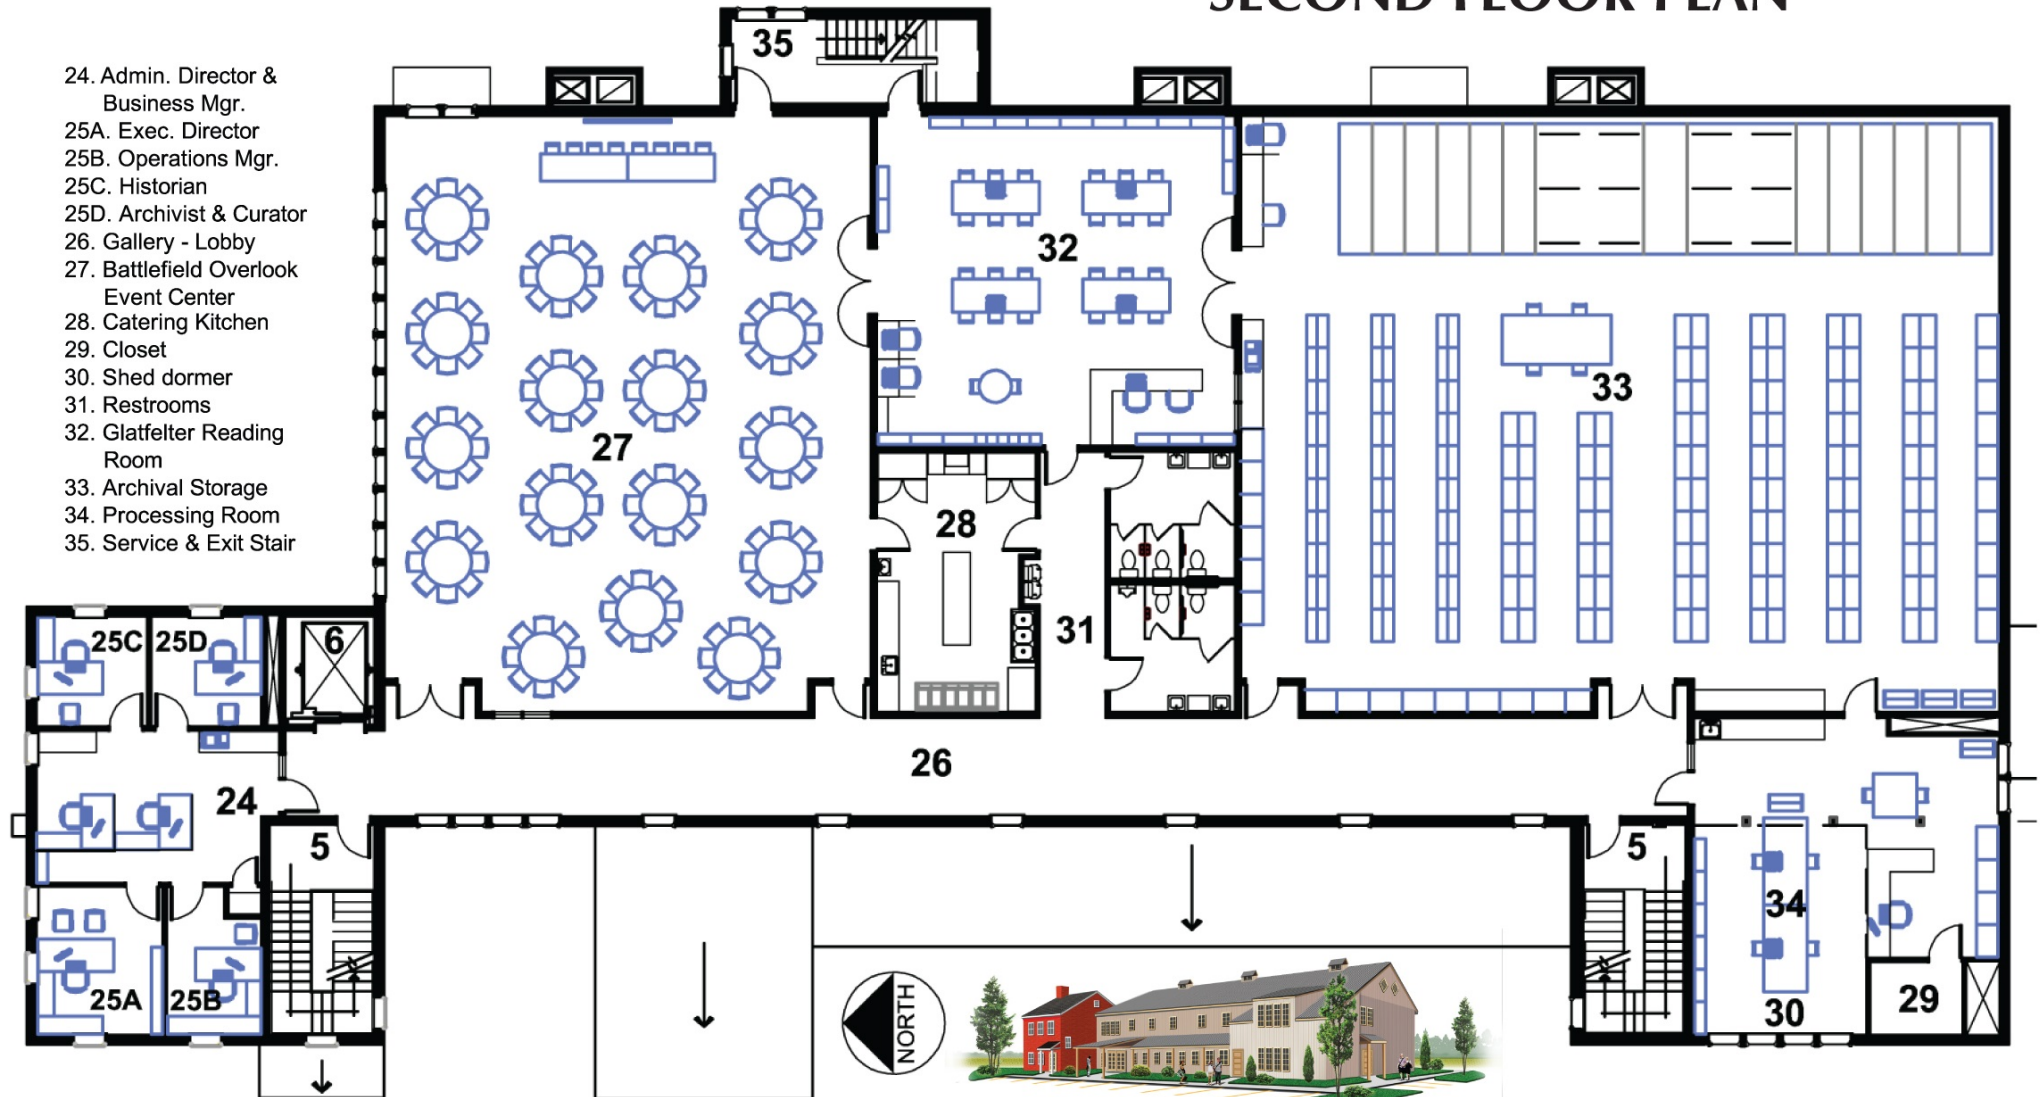 SECOND FLOOR PLAN
24. Admin. Director &
Business Mgr.
25A. Exec. Director
25B. Operations Mgr.
25C. Historian
25D. Archivist & Curator
26. Gallery - Lobby
27. Battlefield Overlook
Event Center
28. Catering Kitchen
29. Closet
30. Shed dormer
31. Restrooms
32. Glatfelter Reading
Room
33. Archival Storage
34. Processing Room
35. Service & Exit Stair
35
32
33
27
28
31
25C
25D
6
26
24
5
5
34
25A
25B
30
29
NORTH